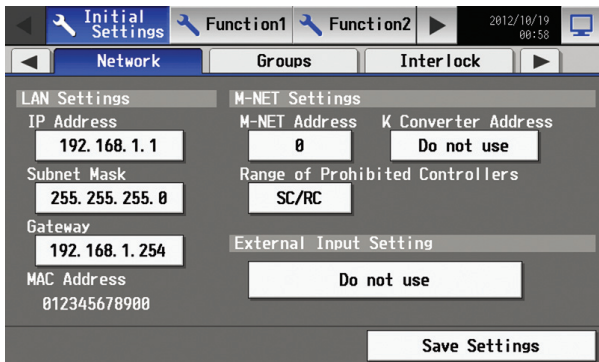 Initial Settings
Function1
Function2
2012/10/19
00:58
Network
Groups
Interlock
LAN Settings
IP Address
192.168.1.1
Subnet Mask
255.255.255.0
Gateway
192.168.1.254
MAC Address
012345678900
M-NET Settings
M-NET Address
0
K Converter Address
Do not use
Range of Prohibited Controllers
SC/RC
External Input Setting
Do not use
Save Settings